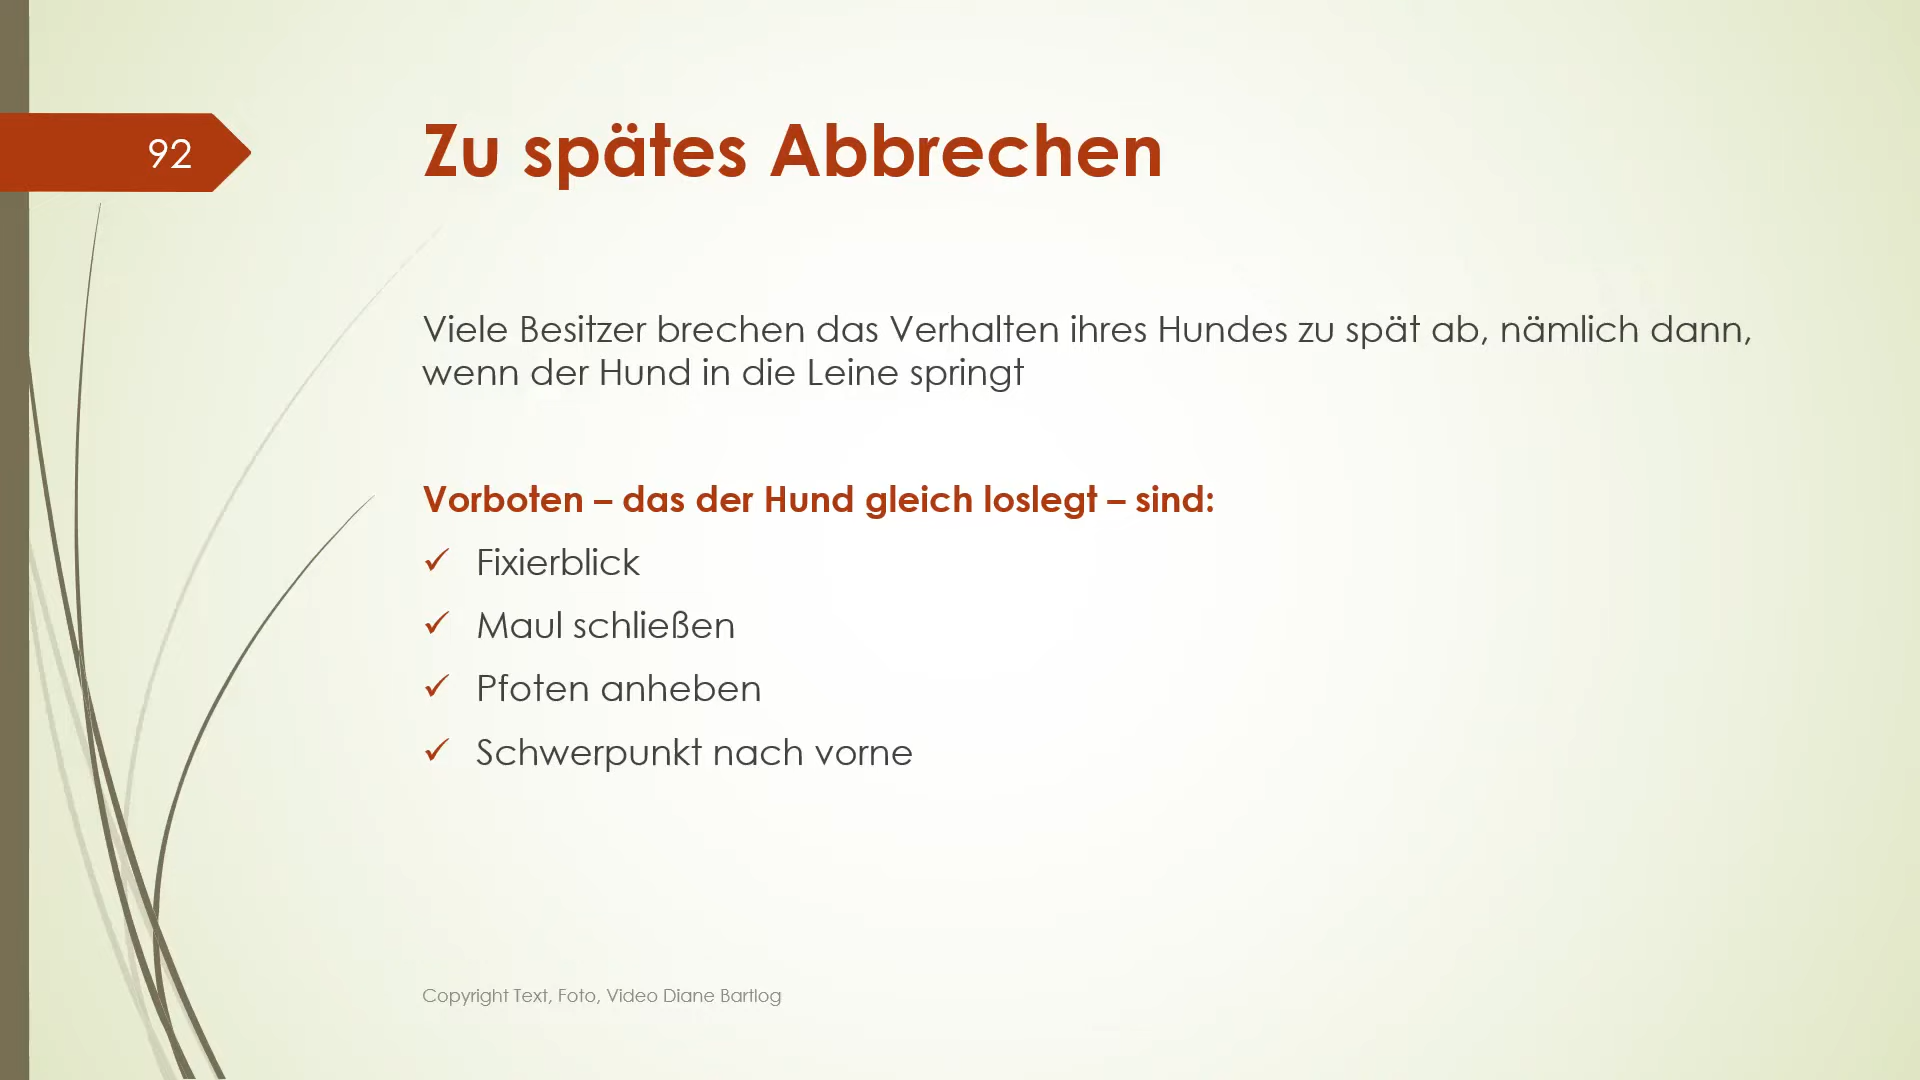 92
Zu spätes Abbrechen
Viele Besitzer brechen das Verhalten ihres Hundes zu spät ab, nämlich dann,
wenn der Hund in die Leine springt
Vorboten – das der Hund gleich loslegt – sind:
✓ Fixierblick
✓ Maul schließen
✓ Pfoten anheben
✓ Schwerpunkt nach vorne
Copyright Text, Foto, Video Diane Bartlog